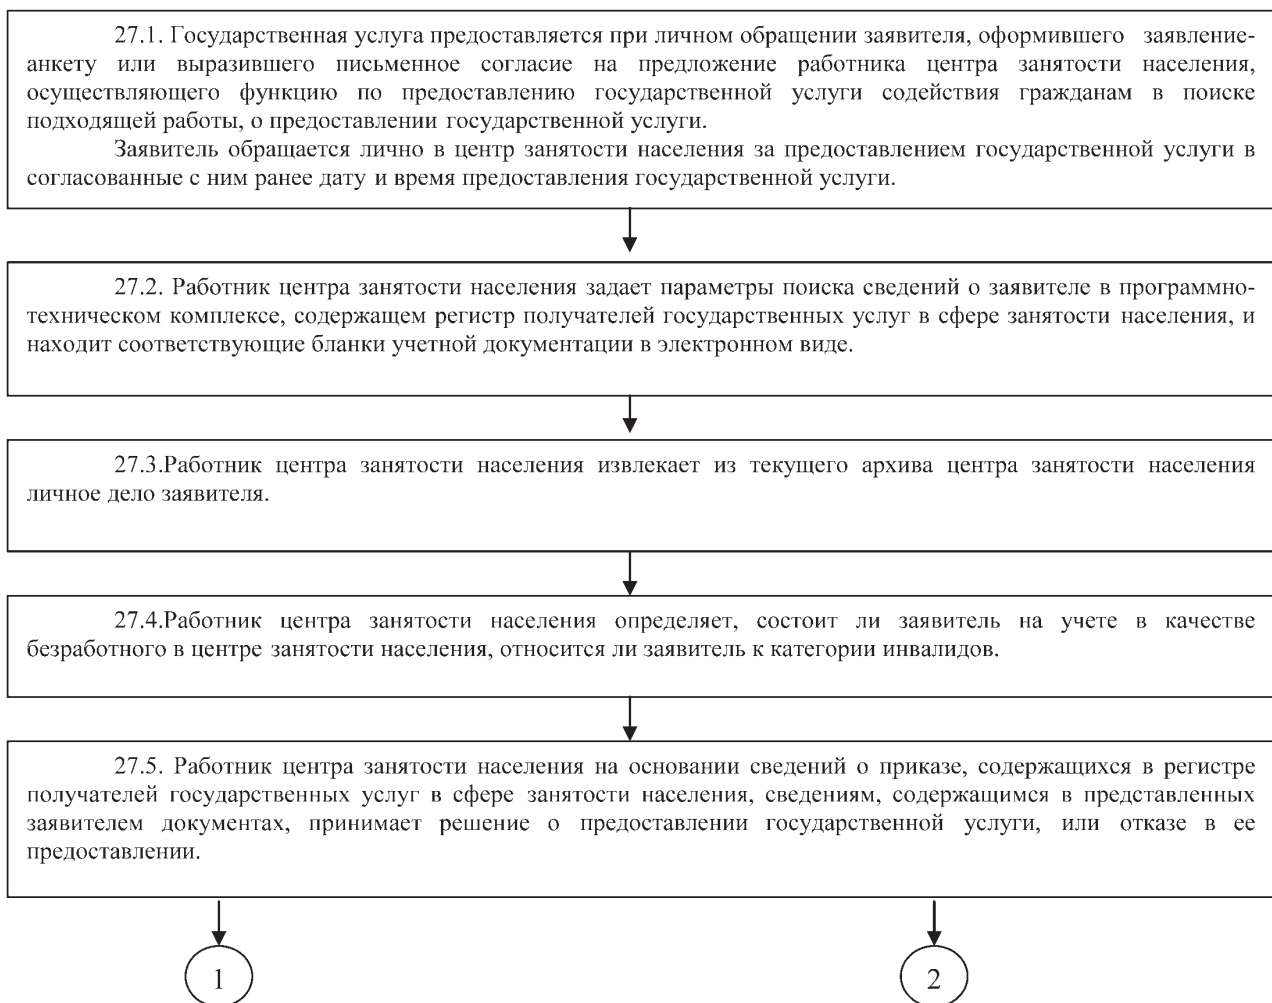 27.1. Государственная услуга предоставляется при личном обращении заявителя, оформившего заявление-
анкету или выразившего письменное согласие на предложение работника центра занятости населения,
осуществляющего функцию по предоставлению государственной услуги содействия гражданам в поиске
подходящей работы, о предоставлении государственной услуги.
Заявитель обращается лично в центр занятости населения за предоставлением государственной услуги в
согласованные с ним ранее дату и время предоставления государственной услуги.
27.2. Работник центра занятости населения задает параметры поиска сведений о заявителе в программно-
техническом комплексе, содержащем регистр получателей государственных услуг в сфере занятости населения, и
находит соответствующие бланки учетной документации в электронном виде.
27.3.Работник центра занятости населения извлекает из текущего архива центра занятости населения
личное дело заявителя.
27.4.Работник центра занятости населения определяет, состоит ли заявитель на учете в качестве
безработного в центре занятости населения, относится ли заявитель к категории инвалидов.
27.5. Работник центра занятости населения на основании сведений о приказе, содержащихся в регистре
получателей государственных услуг в сфере занятости населения, сведениям, содержащимся в представленных
заявителем документах, принимает решение о предоставлении государственной услуги, или отказе в ее
предоставлении.
1
2